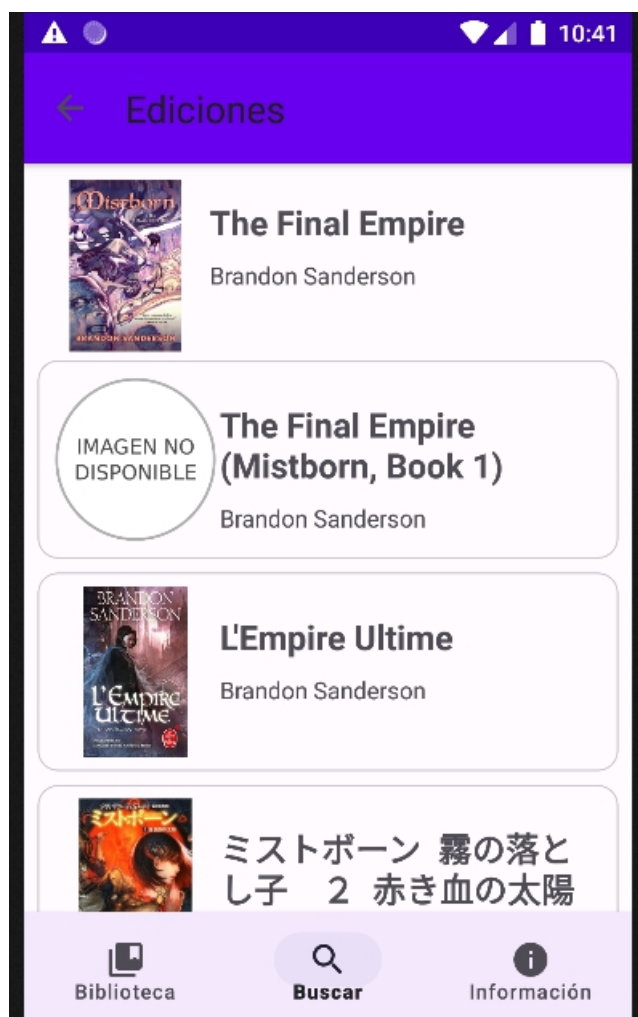 10:41
Ediciones
Mistborn
BRANDON SANDERSON
The Final Empire
Brandon Sanderson
IMAGEN NO
DISPONIBLE
The Final Empire
(Mistborn, Book 1)
Brandon Sanderson
BRANDON
SANDERSON
L'EMPIRE
ULTIME
L'Empire Ultime
Brandon Sanderson
ミストボーン
ミストボーン 霧の落と
し子　2 赤き血の太陽
Biblioteca
Buscar
Información